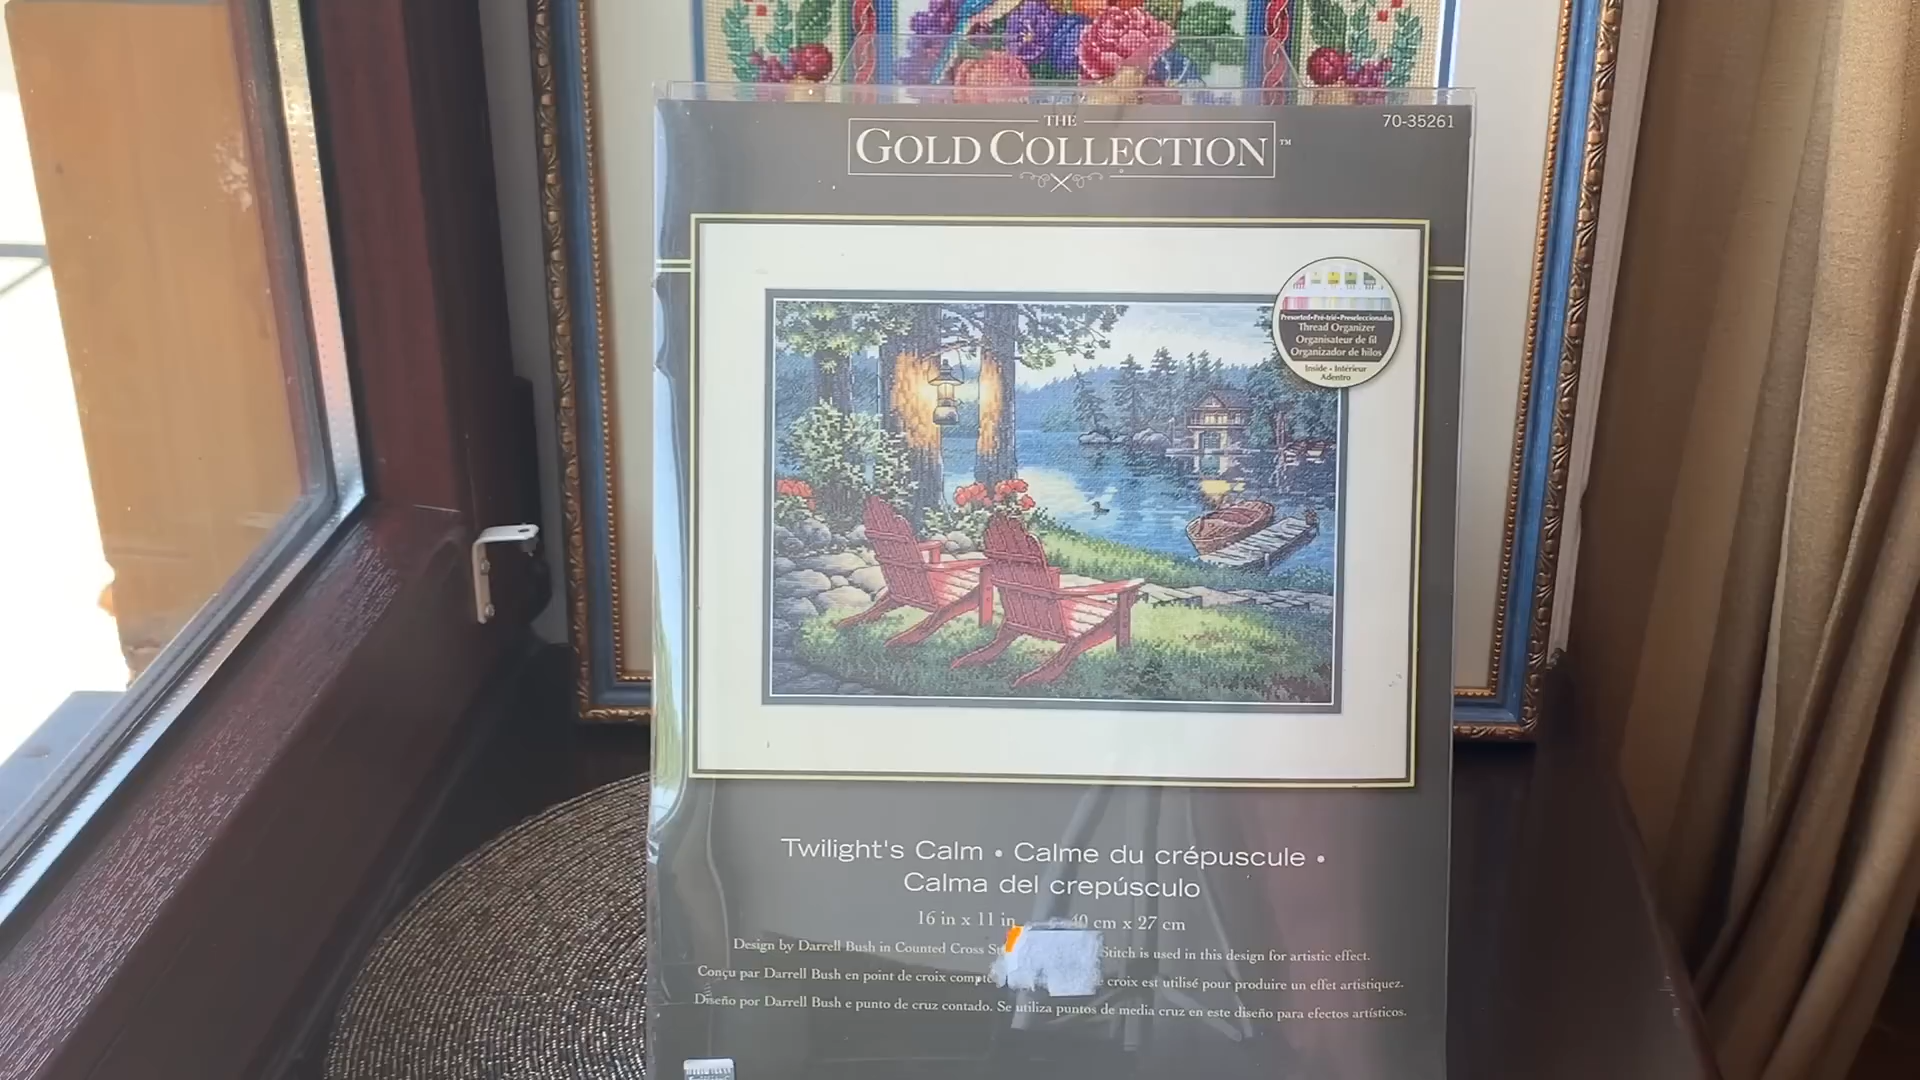 THE
GOLD COLLECTION™
70-35261
Presorted•Pré-trié•Preseleccionados
Thread Organizer
Organisateur de fil
Organizador de hilos
Inside • Intérieur
Adentro
Twilight's Calm • Calme du crépuscule •
Calma del crepúsculo
16 in x 11 in 40 cm x 27 cm
Design by Darrell Bush in Counted Cross Stitch is used in this design for artistic effect.
Conçu par Darrell Bush en point de croix compté croix est utilisé pour produire un effet artistiquez.
Diseño por Darrell Bush e punto de cruz contado. Se utiliza puntos de media cruz en este diseño para efectos artísticos.